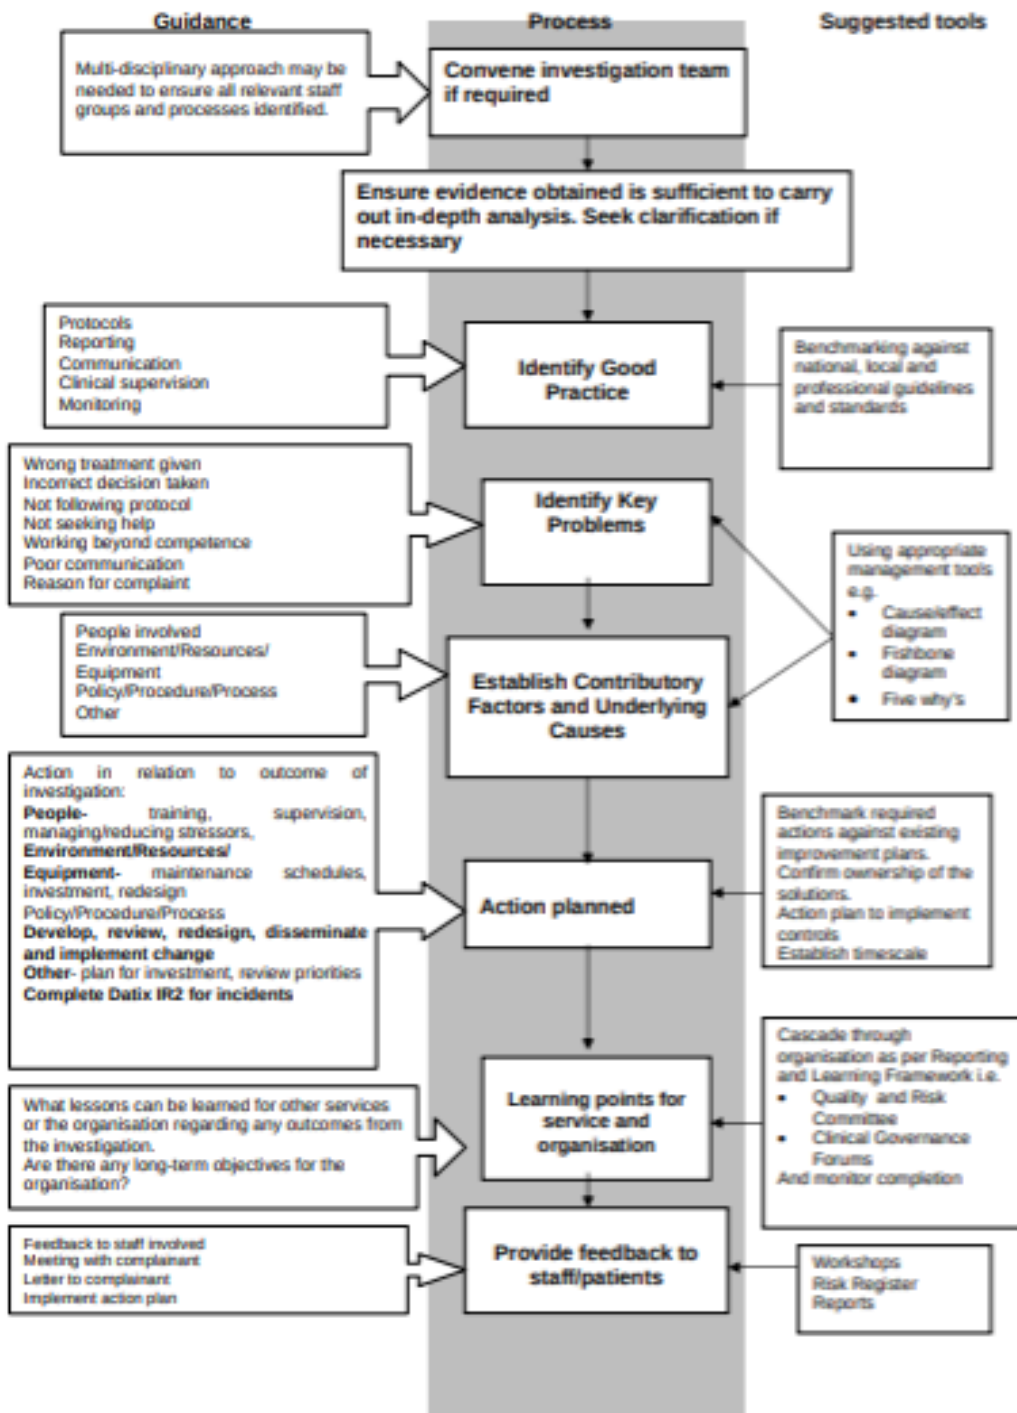 Guidance
Process
Suggested tools
Multi-disciplinary approach may be
needed to ensure all relevant staff
groups and processes identified.
Convene investigation team
if required
Ensure evidence obtained is sufficient to carry
out in-depth analysis. Seek clarification if
necessary
Protocols
Reporting
Communication
Clinical supervision
Monitoring
Identify Good
Practice
Benchmarking against
national, local and
professional guidelines
and standards
Wrong treatment given
Incorrect decision taken
Not following protocol
Not seeking help
Working beyond competence
Poor communication
Reason for complaint
Identify Key
Problems
Using appropriate
management tools
e.g.
• Cause/effect
diagram
• Fishbone
diagram
• Five why's
People involved
Environment/Resources/
Equipment
Policy/Procedure/Process
Other
Establish Contributory
Factors and Underlying
Causes
Action in relation to outcome of
investigation:
People- training, supervision,
managing/reducing stressors,
Environment/Resources/
Equipment- maintenance schedules,
investment, redesign
Policy/Procedure/Process
Develop, review, redesign, disseminate
and implement change
Other- plan for investment, review priorities
Complete Datix IR2 for incidents
Action planned
Benchmark required
actions against existing
improvement plans.
Confirm ownership of the
solutions.
Action plan to implement
controls
Establish timescale
What lessons can be learned for other services
or the organisation regarding any outcomes from
the investigation.
Are there any long-term objectives for the
organisation?
Learning points for
service and
organisation
Cascade through
organisation as per Reporting
and Learning Framework i.e.
• Quality and Risk
Committee
• Clinical Governance
Forums
And monitor completion
Feedback to staff involved
Meeting with complainant
Letter to complainant
Implement action plan
Provide feedback to
staff/patients
Workshops
Risk Register
Reports